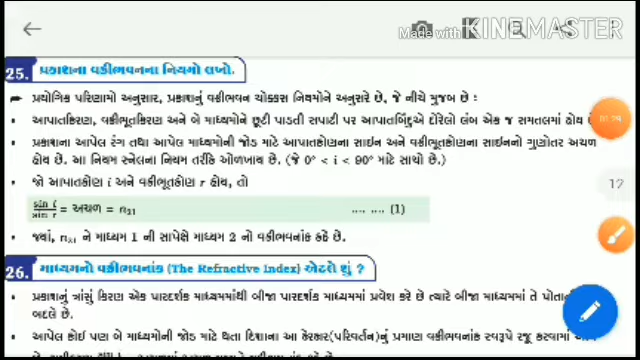 Made with KINEMASTER
25. પ્રકાશના વક્રીભવનના નિયમો લખો.
પ્રયોગિક પરિણામો અનુસાર, પ્રકાશનું વક્રીભવન ચોક્કસ નિયમોને અનુસરે છે, જે નીચે મુજબ છે :
આપાતકિરણ, વક્રીભૂતકિરણ અને બે માધ્યમોને છૂટી પાડતી સપાટી પર આપાતબિંદુએ દોરેલો લંબ એક જ સમતલમાં હોય
પ્રકાશના આપેલ રંગ તથા આપેલ માધ્યમોની જોડ માટે આપાતકોણના સાઇન અને વક્રીભૂતકોણના સાઇનનો ગુણોત્તર અચળ
હોય છે. આ નિયમ સ્નેલના નિયમ તરીકે ઓળખાય છે. (જે 0° < i < 90° માટે સાચો છે.)
જો આપાતકોણ i અને વક્રીભૂતકોણ r હોય, તો
sin i / sin r = અચળ = n21 .... .... (1)
જ્યાં, n21 ને માધ્યમ 1 ની સાપેક્ષે માધ્યમ 2 નો વક્રીભવનાંક કહે છે.
12
26. માધ્યમનો વક્રીભવનાંક (The Refractive Index) એટલે શું ?
પ્રકાશનું ત્રાંસું કિરણ એક પારદર્શક માધ્યમમાંથી બીજા પારદર્શક માધ્યમમાં પ્રવેશ કરે છે ત્યારે બીજા માધ્યમમાં તે પોતાની
બદલે છે.
આપેલ કોઈ પણ બે માધ્યમોની જોડ માટે થતા દિશાના આ ફેરફાર(પરિવર્તન)નું પ્રમાણ વક્રીભવનાંક સ્વરૂપે રજૂ કરવામાં